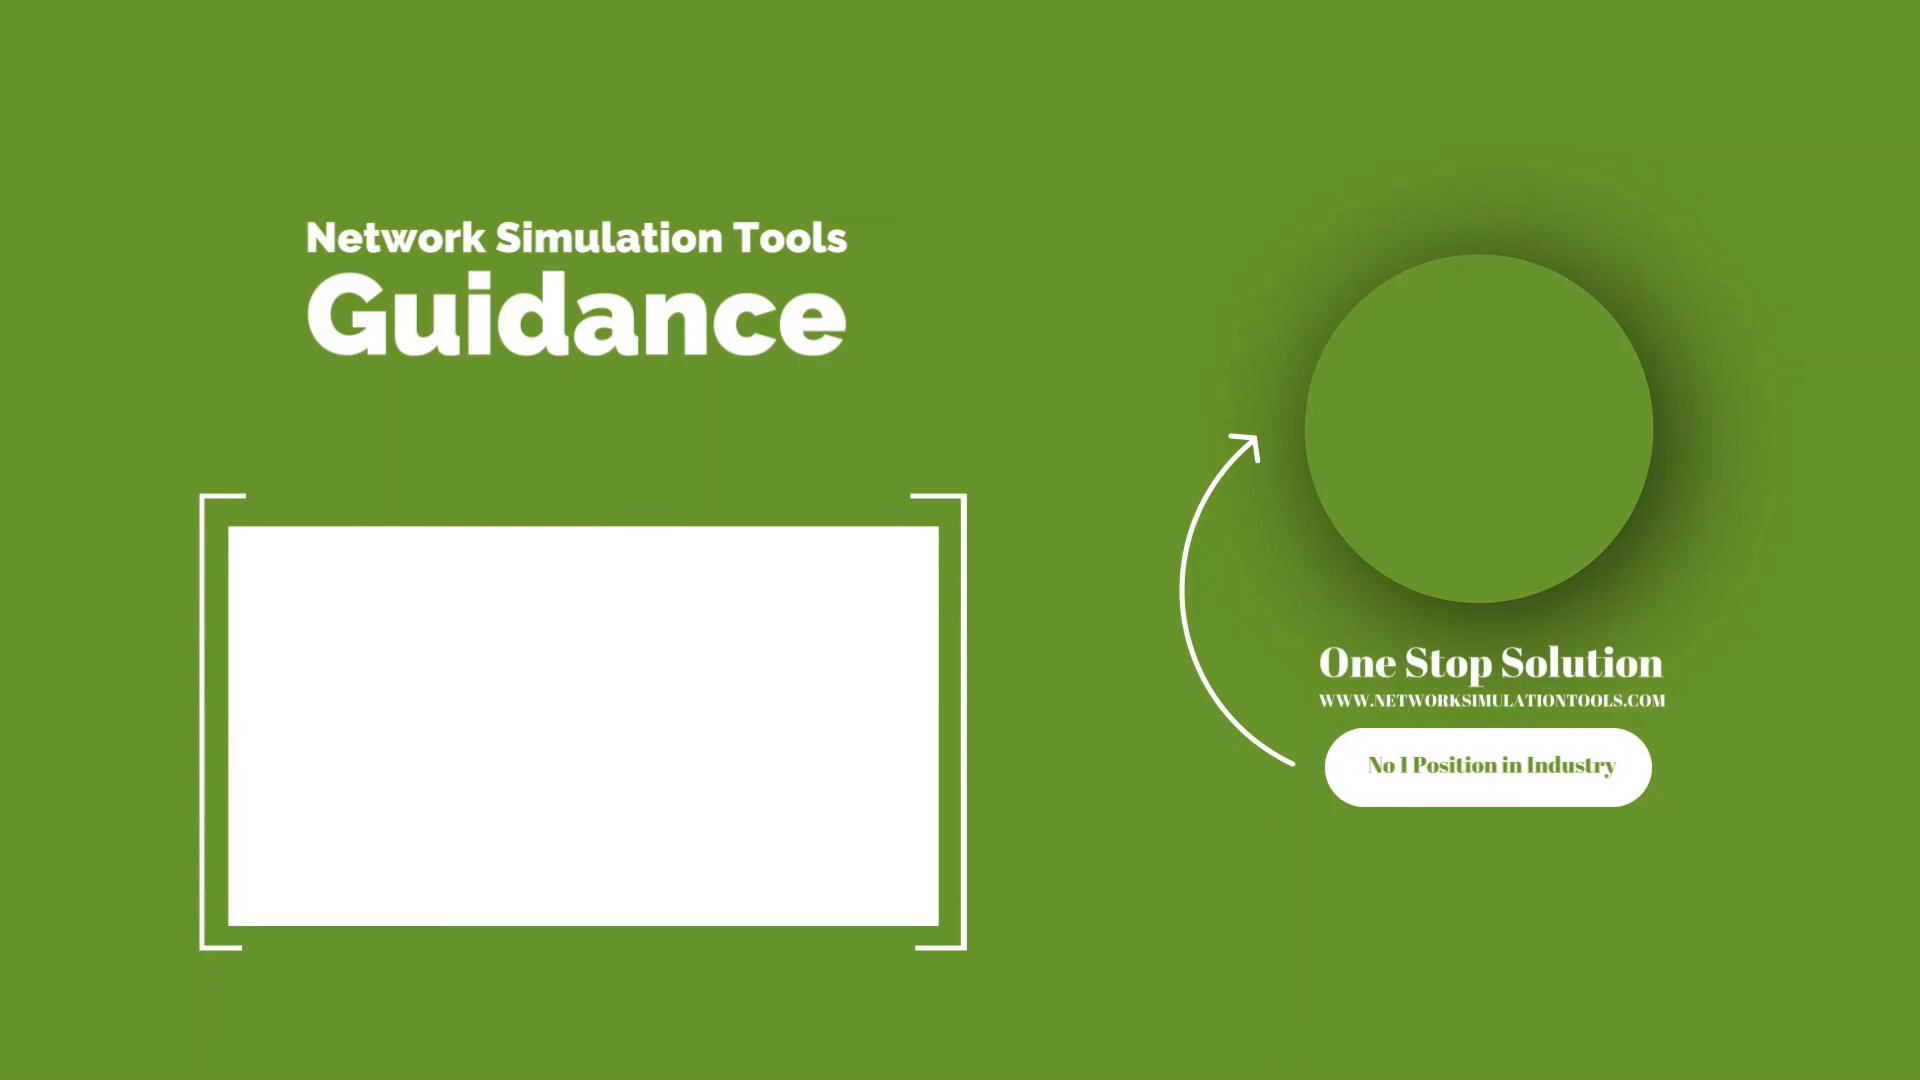 Network Simulation Tools
Guidance
One Stop Solution
WWW.NETWORKSIMULATIONTOOLS.COM
No 1 Position in Industry